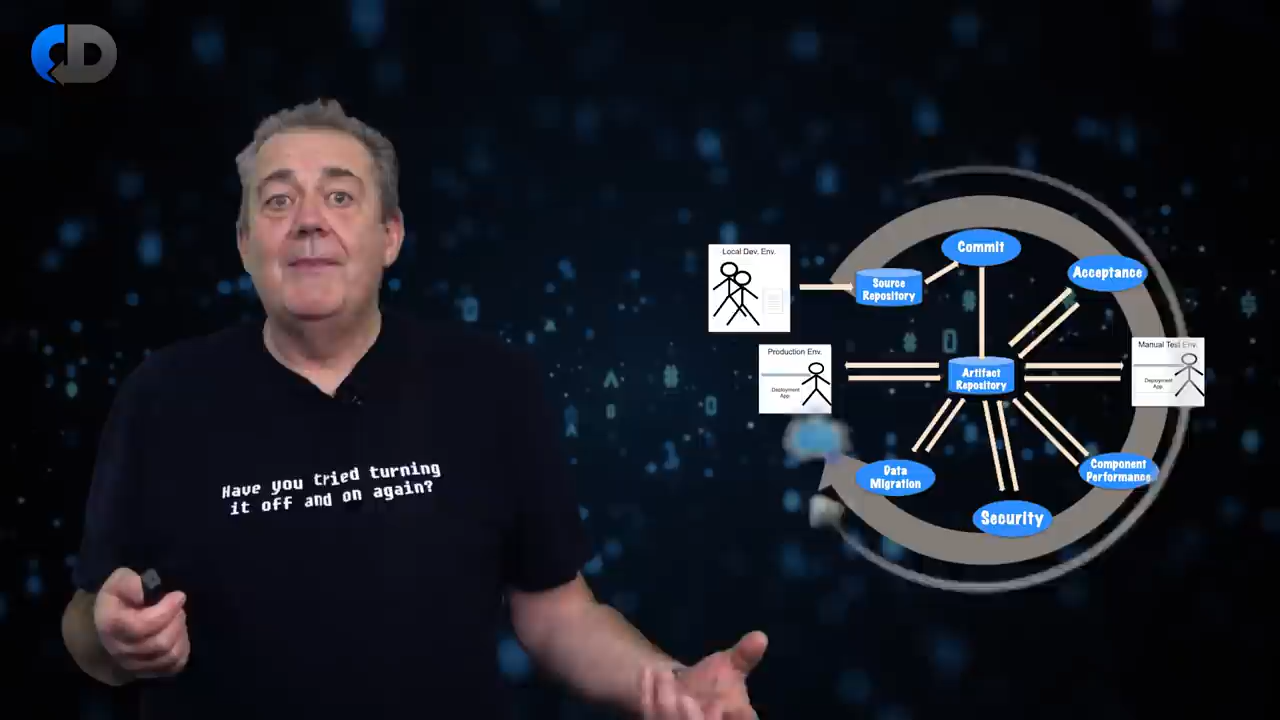 CD
Have you tried turning
it off and on again?
Local Dev. Env.
Source
Repository
Commit
Acceptance
Production Env.
Deployment
App.
Artifact
Repository
Manual Test Env.
Deployment
App.
Data
Migration
Security
Component
Performance